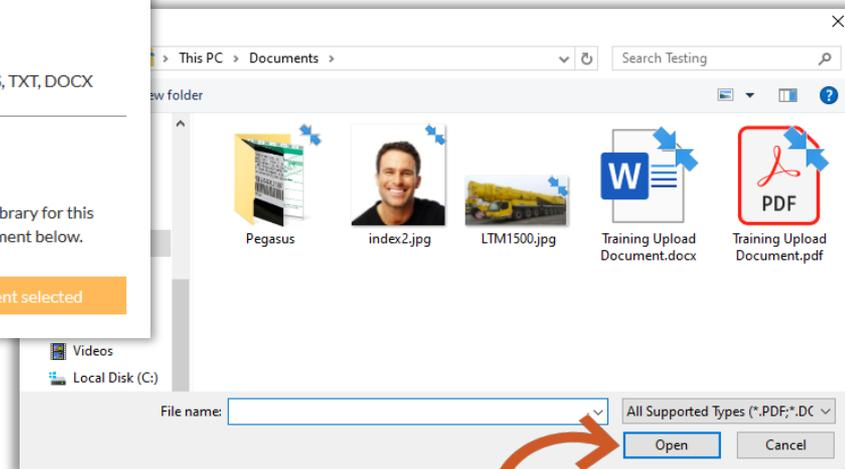 This PC > Documents >
Search Testing
TXT, DOCX
ew folder
brary for this
ment below.
ent selected
Pegasus
index2.jpg
LTM1500.jpg
W
Training Upload
Document.docx
PDF
Training Upload
Document.pdf
Videos
Local Disk (C:)
File name:
All Supported Types (*.PDF;*.DC
Open
Cancel